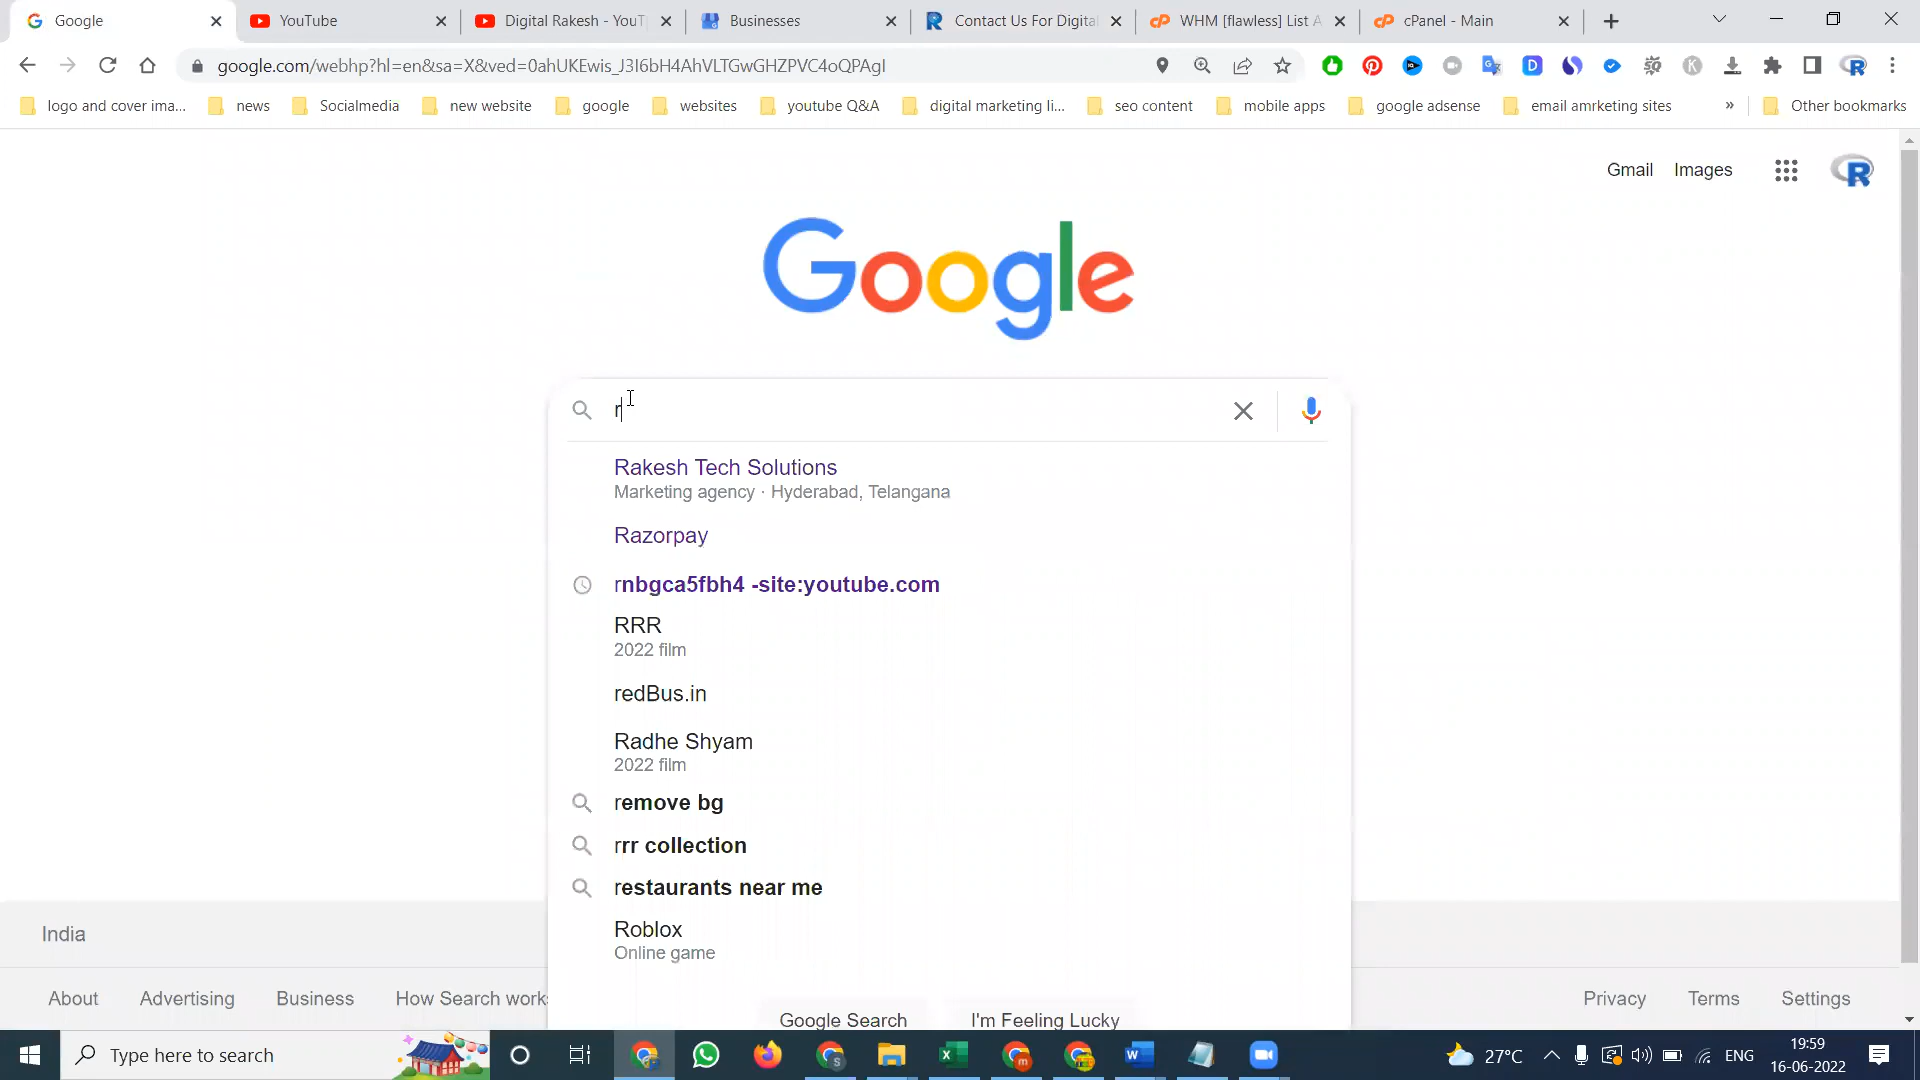 Google
YouTube
Digital Rakesh - YouT
Businesses
Contact Us For Digita
WHM [flawless] List A
cPanel - Main
google.com/webhp?hl=en&sa=X&ved=0ahUKEwis_J3I6bH4AhVLTGwGHZPVC4oQPAgI
logo and cover ima...
news
Socialmedia
new website
google
websites
youtube Q&A
digital marketing li...
seo content
mobile apps
google adsense
email amrketing sites
»
Other bookmarks
Gmail
Images
R
Google
r
Rakesh Tech Solutions
Marketing agency · Hyderabad, Telangana
Razorpay
rnbgca5fbh4 -site:youtube.com
RRR
2022 film
redBus.in
Radhe Shyam
2022 film
remove bg
rrr collection
restaurants near me
Roblox
Online game
Google Search
I'm Feeling Lucky
India
About
Advertising
Business
How Search works
Privacy
Terms
Settings
Type here to search
27°C
ENG
19:59
16-06-2022